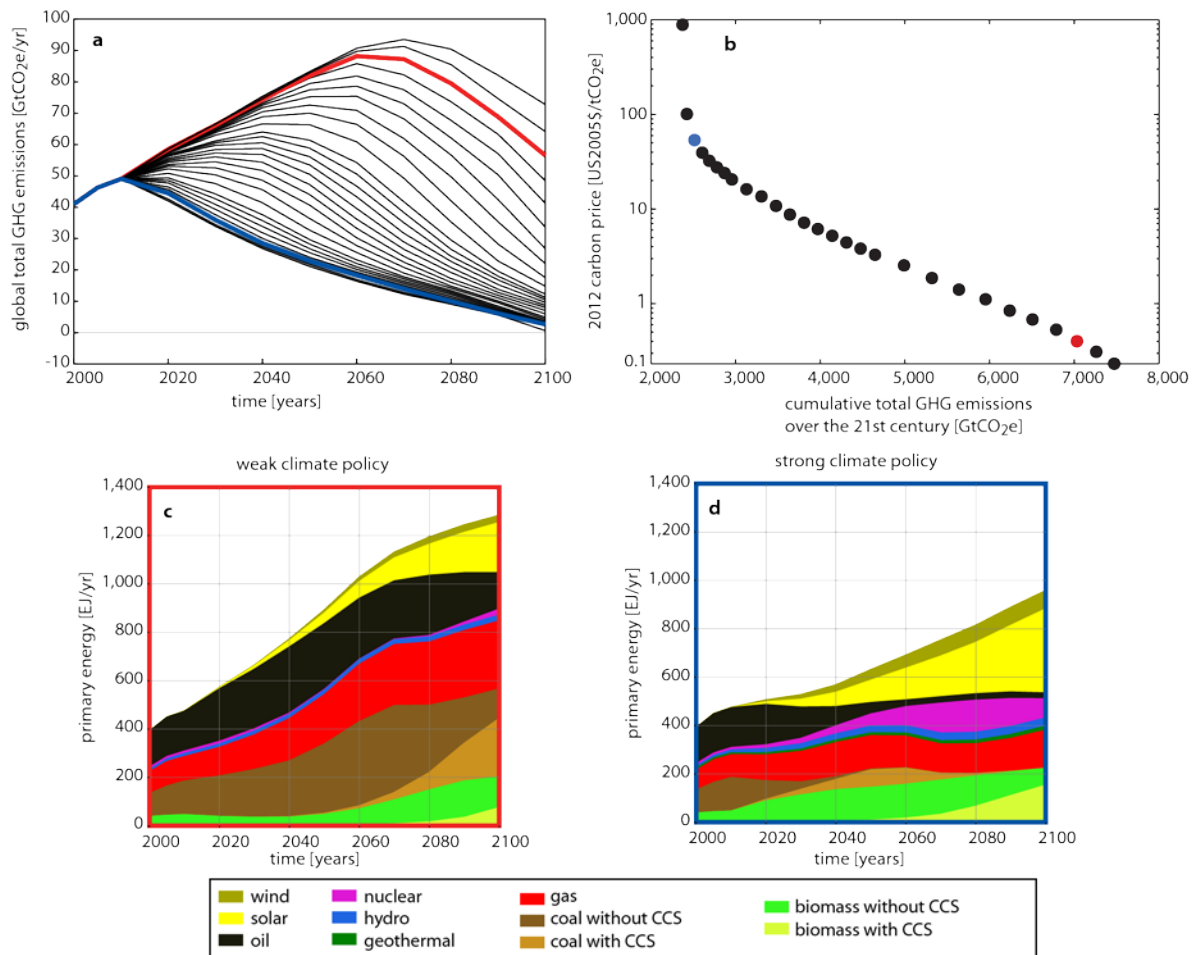 a
100
90
80
70
60
50
40
30
20
10
0
-10
global total GHG emissions [GtCO2e/yr]
2000 2020 2040 2060 2080 2100
time [years]
b
1,000
100
10
1
0.1
2012 carbon price [US2005$/tCO2e]
2,000 3,000 4,000 5,000 6,000 7,000 8,000
cumulative total GHG emissions
over the 21st century [GtCO2e]
weak climate policy
c
1,400
1,200
1,000
800
600
400
200
0
primary energy [EJ/yr]
2000 2020 2040 2060 2080 2100
time [years]
strong climate policy
d
1,400
1,200
1,000
800
600
400
200
0
primary energy [EJ/yr]
2000 2020 2040 2060 2080 2100
time [years]
wind
solar
oil
nuclear
hydro
geothermal
gas
coal without CCS
coal with CCS
biomass without CCS
biomass with CCS